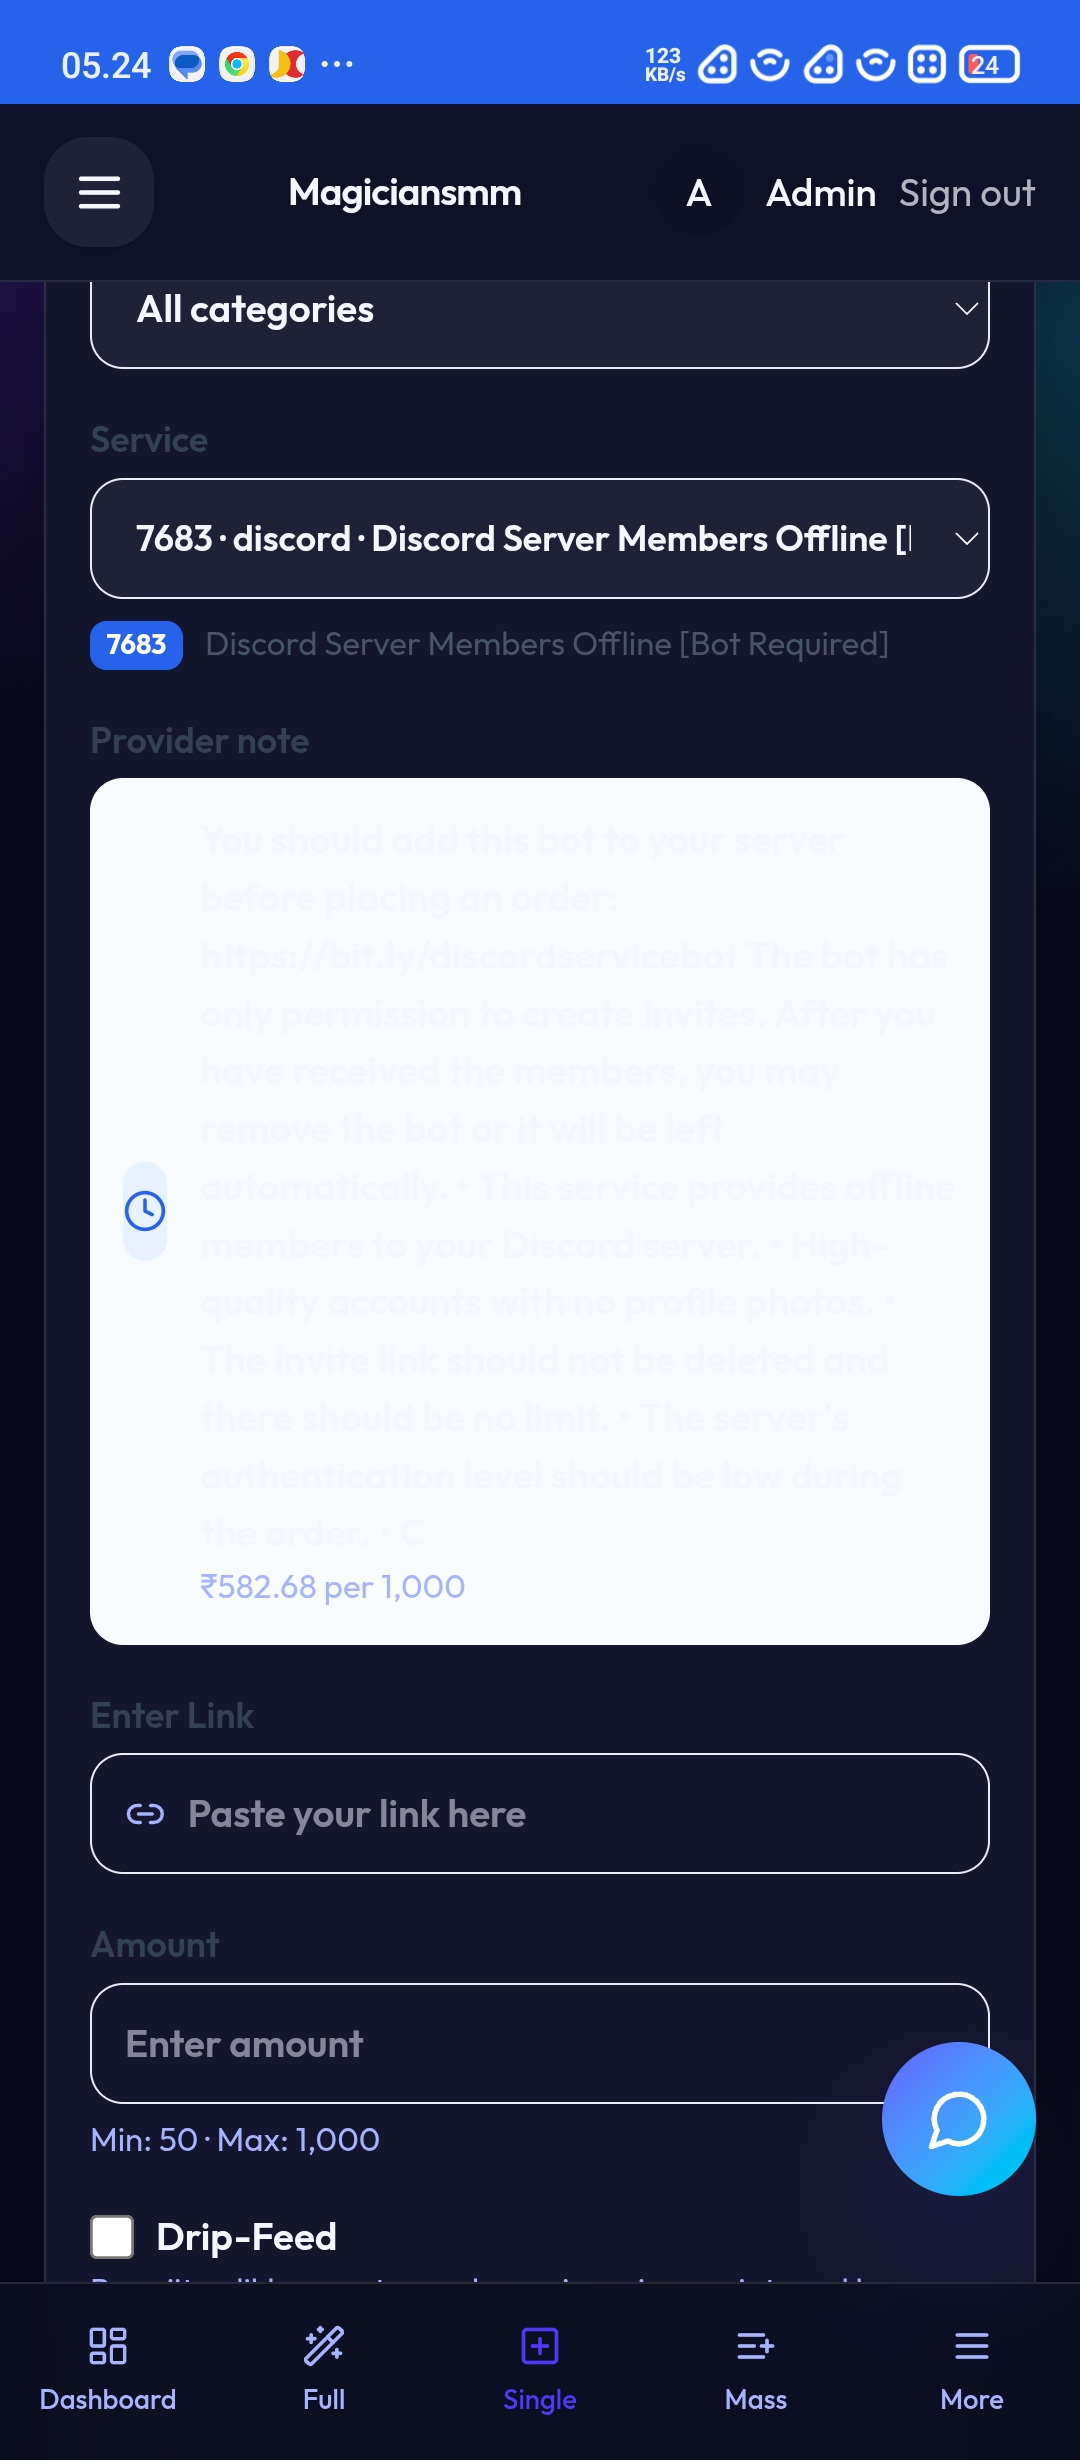 05.24
123
KB/s
24
Magiciansmm
A
Admin
Sign out
All categories
Service
7683 · discord · Discord Server Members Offline [
7683
Discord Server Members Offline [Bot Required]
Provider note
You should add this bot to your server
before placing an order:
https://bit.ly/discordservicebot The bot has
only permission to create invites. After you
have received the members, you may
remove the bot or it will be left
automatically. • This service provides offline
members to your Discord server. • High-
quality accounts with no profile photos. •
The invite link should not be deleted and
there should be no limit. • The server's
authentication level should be low during
the order. • C
₹582.68 per 1,000
Enter Link
Paste your link here
Amount
Enter amount
Min: 50 · Max: 1,000
Drip-Feed
Dashboard
Full
Single
Mass
More